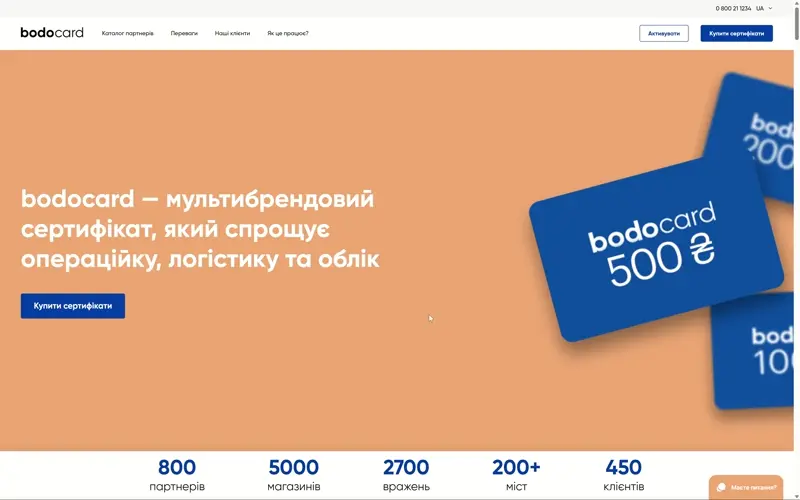 0 800 21 1234 UA
bodocard Каталог партнерів Переваги Наші клієнти Як це працює? Активувати Купити сертифікати
bodocard — мультибрендовий
сертифікат, який спрощує
операційку, логістику та облік
Купити сертифікати
bodo
200
bodocard
500 ₴
bodo
100
800 5000 2700 200+ 450
партнерів магазинів вражень міст клієнтів
Маєте питання?